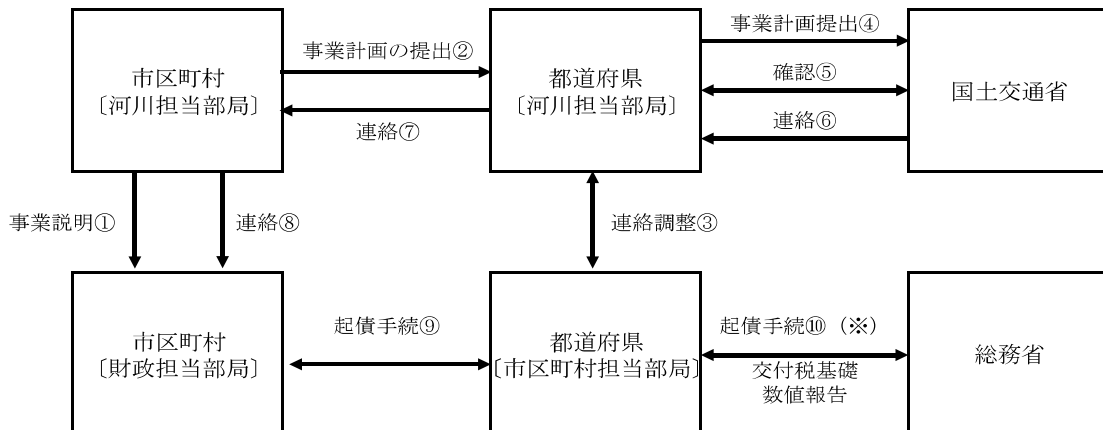 事業計画の提出②
事業計画提出④
市区町村
〔河川担当部局〕
都道府県
〔河川担当部局〕
確認⑤
国土交通省
連絡⑦
連絡⑥
事業説明①
連絡⑧
連絡調整③
市区町村
〔財政担当部局〕
起債手続⑨
都道府県
〔市区町村担当部局〕
起債手続⑩（※）
交付税基礎
数値報告
総務省